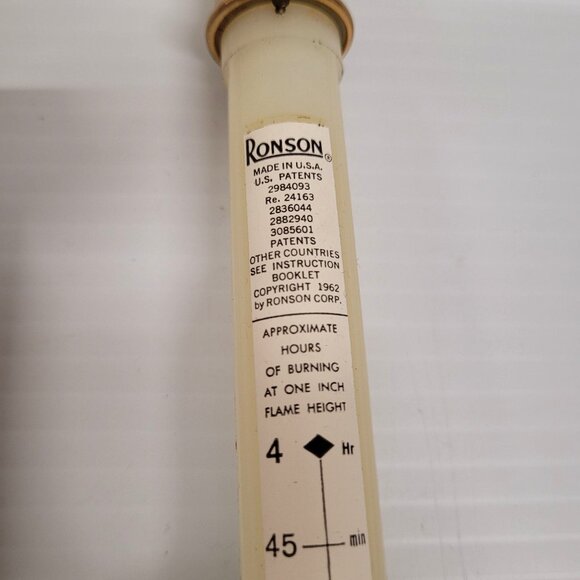 RONSON®
MADE IN U.S.A.
U.S. PATENTS
2984093
Re. 24163
2836044
2882940
3085601
PATENTS
OTHER COUNTRIES
SEE INSTRUCTION
BOOKLET
COPYRIGHT 1962
by RONSON CORP.
APPROXIMATE
HOURS
OF BURNING
AT ONE INCH
FLAME HEIGHT
4 Hr
45 min